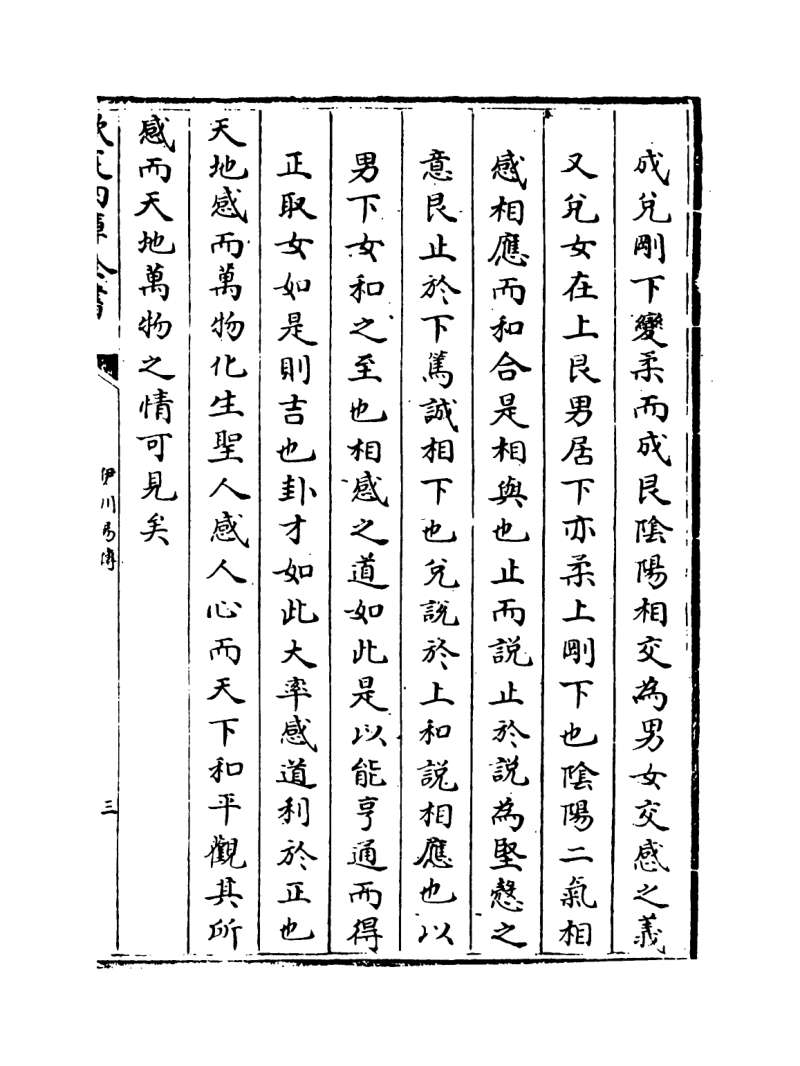 成兌剛下變柔而成艮陰陽相交為男女交感之義
又兌女在上艮男居下亦柔上剛下也陰陽二氣相
感相應而和合是相與也止而說止於說為堅慤之
意艮止於下篤誠相下也兌說於上和說相應也以
男下女和之至也相感之道如此是以能亨通而得
正取女如是則吉也卦才如此大率感道利於正也
天地感而萬物化生聖人感人心而天下和平觀其所
感而天地萬物之情可見矣
欽定四庫全書
伊川易傳
三